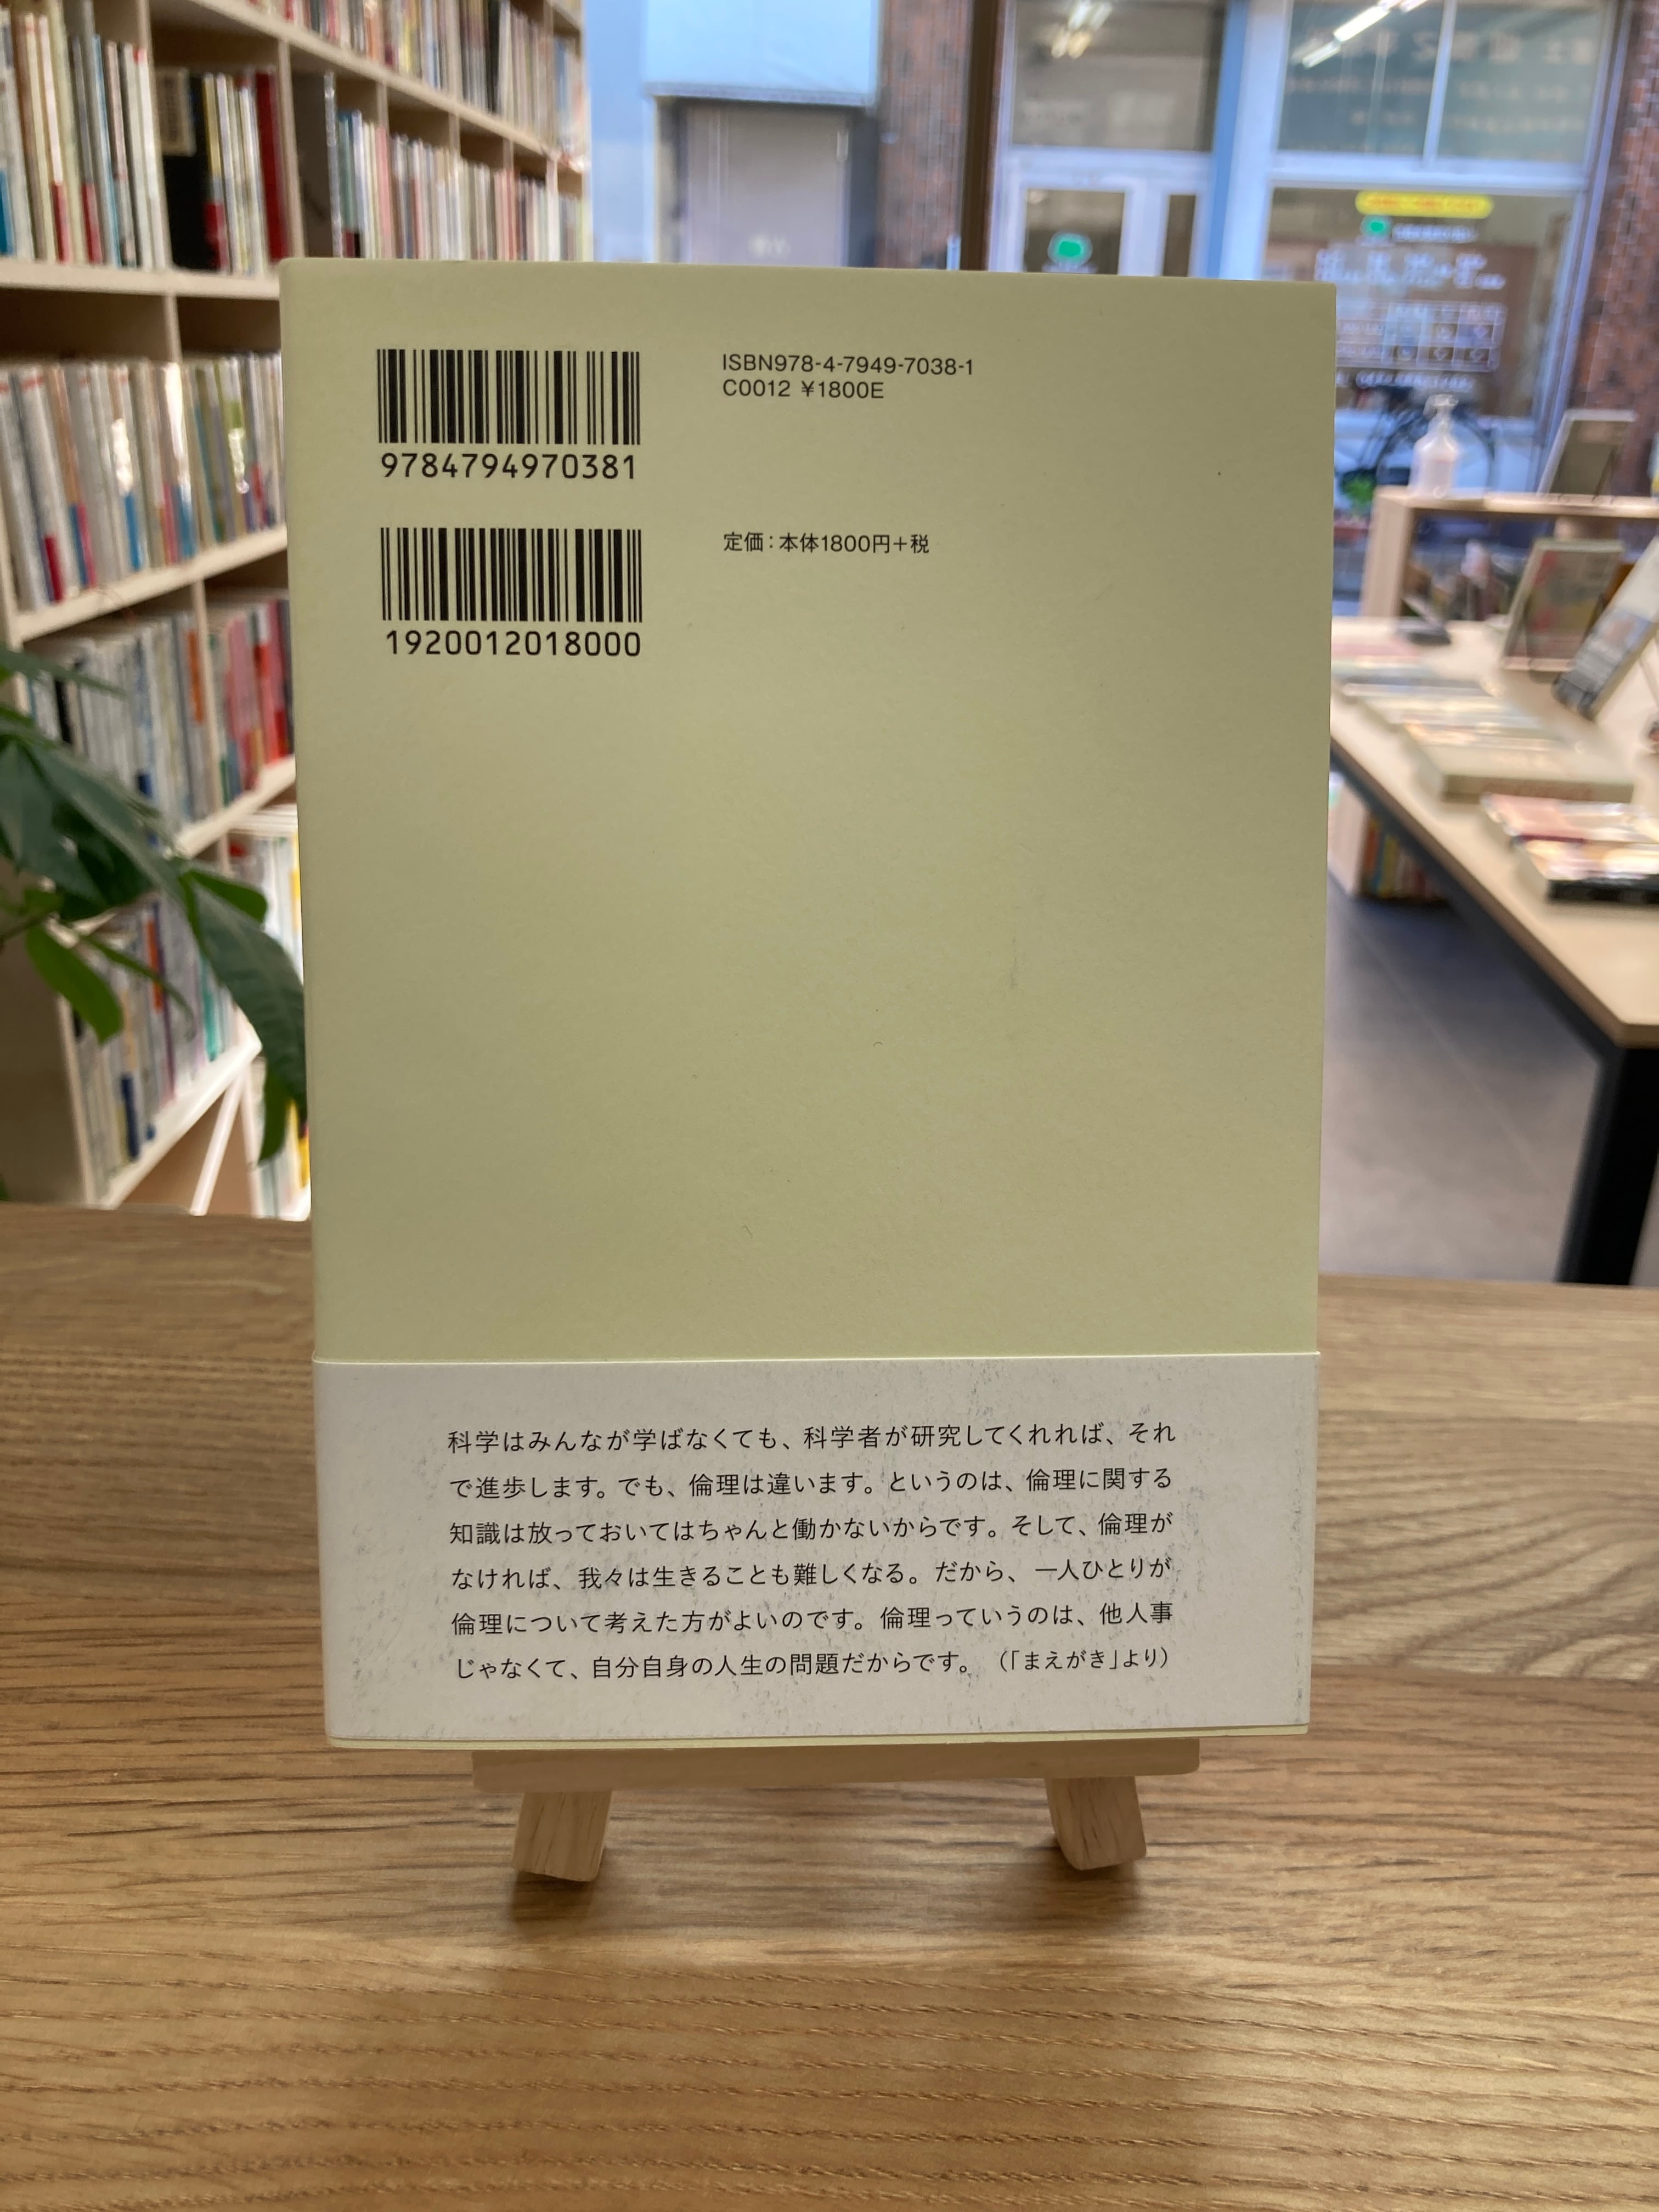 9784794970381
ISBN978-4-7949-7038-1
C0012 ¥1800E
1920012018000
定価：本体1800円＋税
科学はみんなが学ばなくても、科学者が研究してくれれば、それ
で進歩します。でも、倫理は違います。というのは、倫理に関する
知識は放っておいてはちゃんと働かないからです。そして、倫理が
なければ、我々は生きることも難しくなる。だから、一人ひとりが
倫理について考えた方がよいのです。倫理っていうのは、他人事
じゃなくて、自分自身の人生の問題だからです。（「まえがき」より）